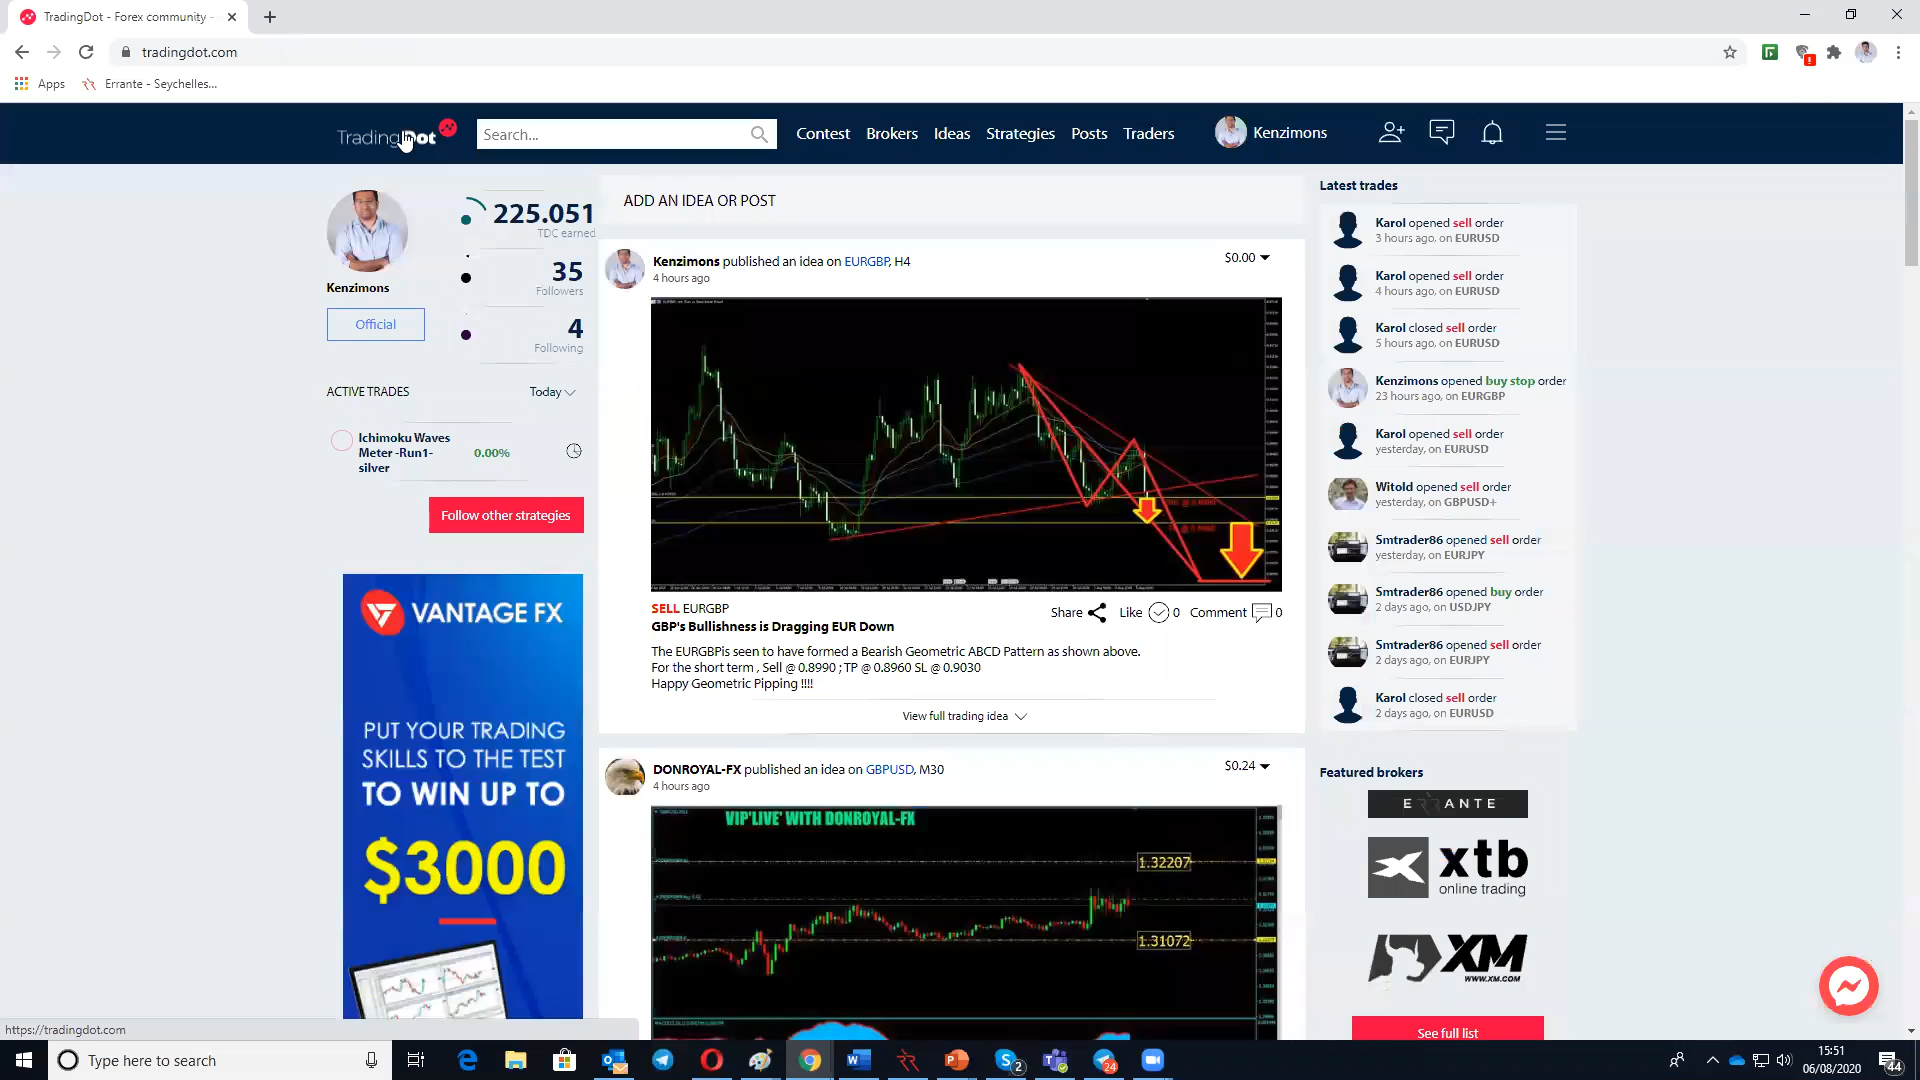 TradingDot - Forex community -
tradingdot.com
Apps
Errante - Seychelles...
TradingDot
Search...
Contest
Brokers
Ideas
Strategies
Posts
Traders
Kenzimons
225.051
TDC earned
35
Followers
Kenzimons
Official
4
Following
ACTIVE TRADES
Today
Ichimoku Waves
Meter -Run1-
silver
0.00%
Follow other strategies
VANTAGE FX
PUT YOUR TRADING
SKILLS TO THE TEST
TO WIN UP TO
$3000
ADD AN IDEA OR POST
Kenzimons published an idea on EURGBP, H4
4 hours ago
$0.00
SELL EURGBP
Share
Like
0
Comment
0
GBP's Bullishness is Dragging EUR Down
The EURGBPis seen to have formed a Bearish Geometric ABCD Pattern as shown above.
For the short term , Sell @ 0.8990 ; TP @ 0.8960 SL @ 0.9030
Happy Geometric Pipping !!!!
View full trading idea
DONROYAL-FX published an idea on GBPUSD, M30
4 hours ago
$0.24
VIP'LIVE' WITH DONROYAL-FX
1.32207
1.31072
Latest trades
Karol opened sell order
3 hours ago, on EURUSD
Karol opened sell order
4 hours ago, on EURUSD
Karol closed sell order
5 hours ago, on EURUSD
Kenzimons opened buy stop order
23 hours ago, on EURGBP
Karol opened sell order
yesterday, on EURUSD
Witold opened sell order
yesterday, on GBPUSD+
Smtrader86 opened sell order
yesterday, on EURJPY
Smtrader86 opened buy order
2 days ago, on USDJPY
Smtrader86 opened sell order
2 days ago, on EURJPY
Karol closed sell order
2 days ago, on EURUSD
Featured brokers
ERRANTE
xtb
online trading
XM
WWW.XM.COM
See full list
https://tradingdot.com
Type here to search
2
24
15:51
06/08/2020
44